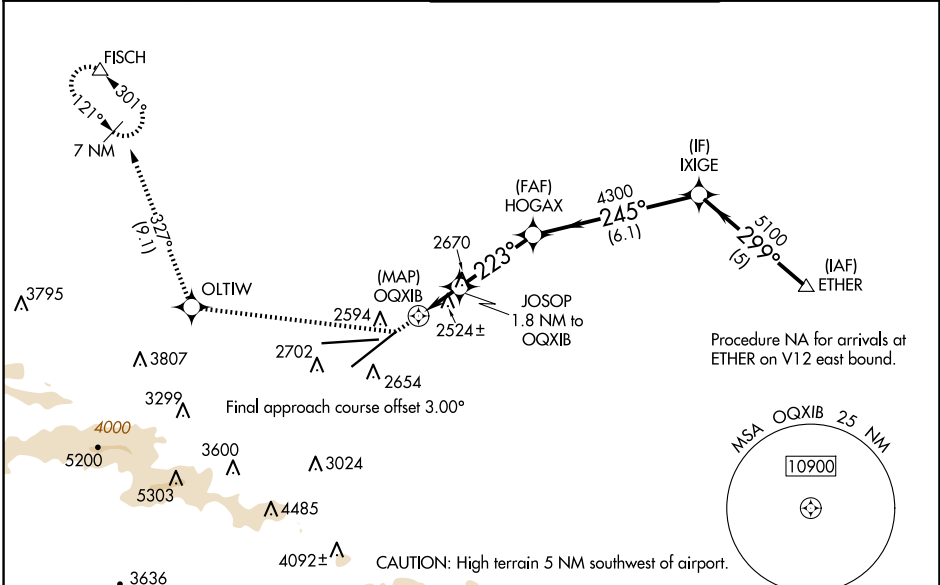 FISCH
301°
121°
7 NM
327°
(9.1)
OLTIW
(IF)
IXIGE
(FAF)
HOGAX
4300
245°
(6.1)
5100
299°
(5)
(IAF)
ETHER
2670
223°
(MAP)
OQXIB
JOSOP
1.8 NM to
OQXIB
2594
2524±
2702
2654
3795
3807
3299
Final approach course offset 3.00°
Procedure NA for arrivals at
ETHER on V12 east bound.
4000
5200
5303
3600
3024
4485
4092±
3636
MSA OQXIB 25 NM
10900
CAUTION: High terrain 5 NM southwest of airport.